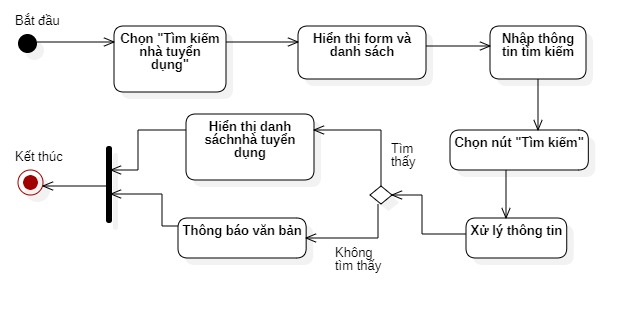 Bắt đầu
Chọn "Tìm kiếm
nhà tuyển
dụng"
Hiển thị form và
danh sách
Nhập thông
tin tìm kiếm
Chọn nút "Tìm kiếm"
Xử lý thông tin
Tìm
thấy
Không
tìm thấy
Hiển thị danh
sáchnhà tuyển
dụng
Thông báo văn bản
Kết thúc